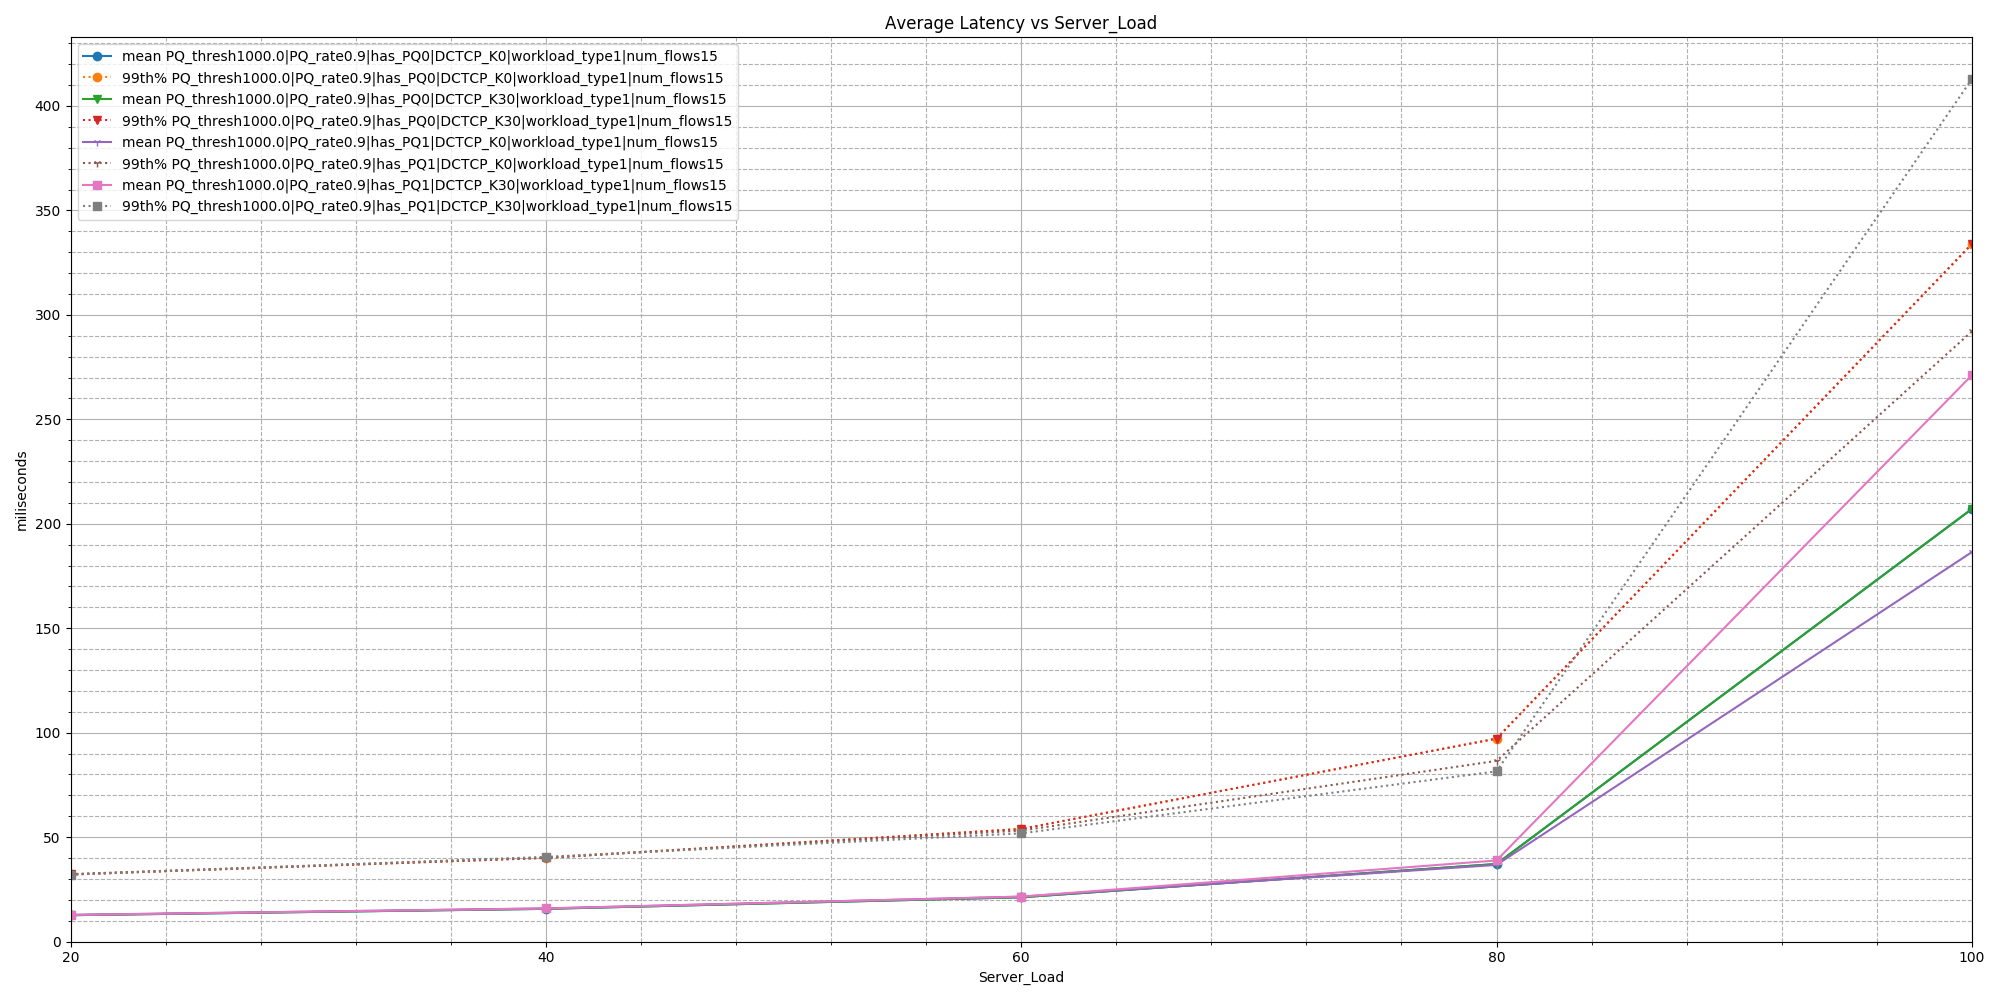 Average Latency vs Server_Load
mean PQ_thresh1000.0|PQ_rate0.9|has_PQ0|DCTCP_K0|workload_type1|num_flows15
99th% PQ_thresh1000.0|PQ_rate0.9|has_PQ0|DCTCP_K0|workload_type1|num_flows15
mean PQ_thresh1000.0|PQ_rate0.9|has_PQ0|DCTCP_K30|workload_type1|num_flows15
99th% PQ_thresh1000.0|PQ_rate0.9|has_PQ0|DCTCP_K30|workload_type1|num_flows15
mean PQ_thresh1000.0|PQ_rate0.9|has_PQ1|DCTCP_K0|workload_type1|num_flows15
99th% PQ_thresh1000.0|PQ_rate0.9|has_PQ1|DCTCP_K0|workload_type1|num_flows15
mean PQ_thresh1000.0|PQ_rate0.9|has_PQ1|DCTCP_K30|workload_type1|num_flows15
99th% PQ_thresh1000.0|PQ_rate0.9|has_PQ1|DCTCP_K30|workload_type1|num_flows15
400
350
300
250
200
150
100
50
0
miliseconds
20 40 60 80 100
Server_Load